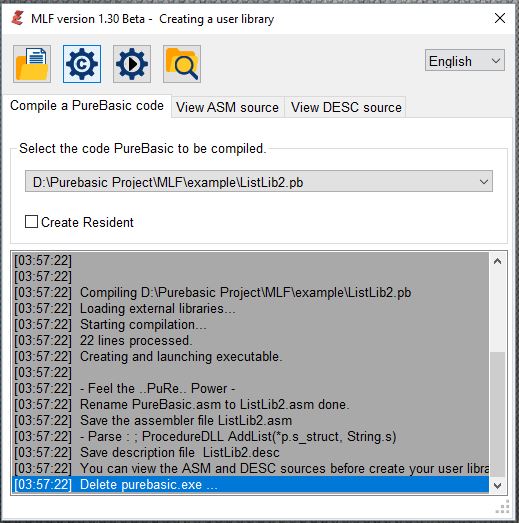 MLF version 1.30 Beta - Creating a user library
C
English
Compile a PureBasic code
View ASM source
View DESC source
Select the code PureBasic to be compiled.
D:\Purebasic Project\MLF\example\ListLib2.pb
Create Resident
[03:57:22]
[03:57:22]
[03:57:22] Compiling D:\Purebasic Project\MLF\example\ListLib2.pb
[03:57:22] Loading external libraries...
[03:57:22] Starting compilation...
[03:57:22] 22 lines processed.
[03:57:22] Creating and launching executable.
[03:57:22]
[03:57:22] - Feel the ..PuRe.. Power -
[03:57:22] Rename PureBasic.asm to ListLib2.asm done.
[03:57:22] Save the assembler file ListLib2.asm
[03:57:22] - Parse : ; ProcedureDLL AddList(*p.s_struct, String.s)
[03:57:22] Save description file ListLib2.desc
[03:57:22] You can view the ASM and DESC sources before create your user libra
[03:57:22] Delete purebasic.exe ...